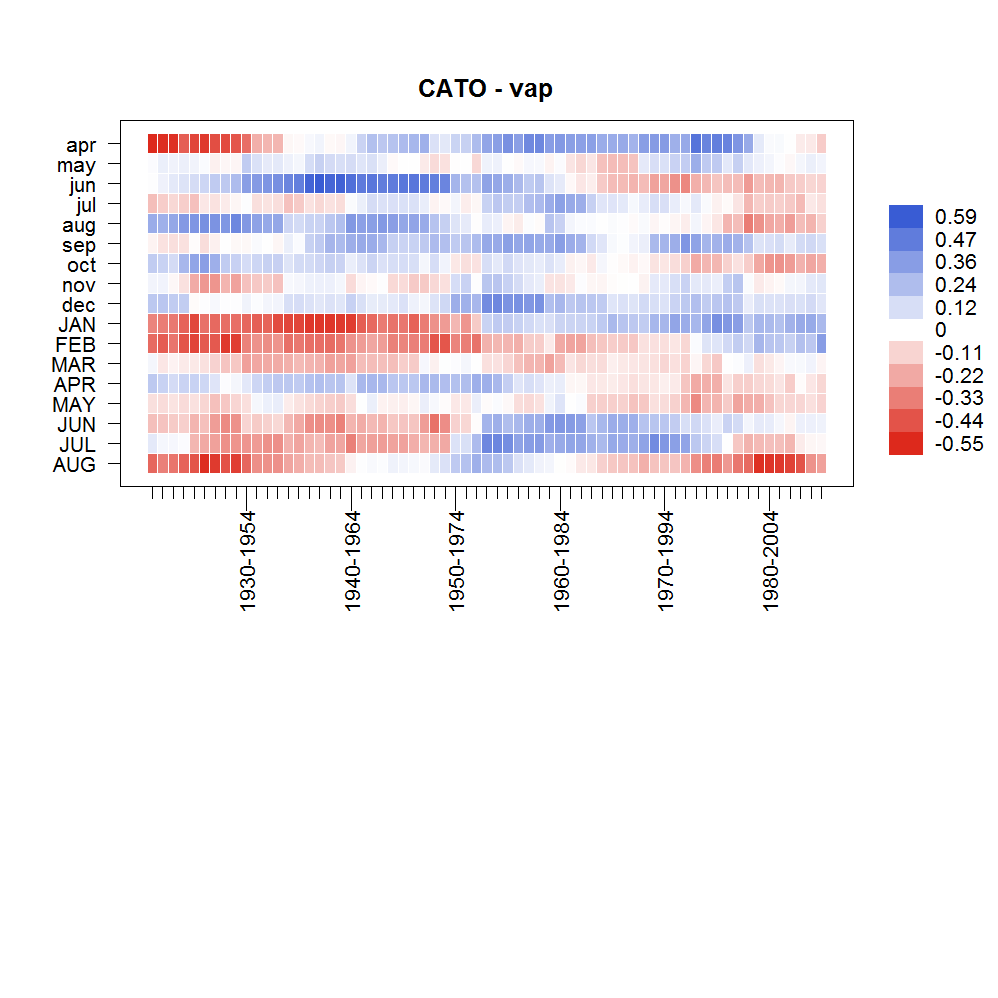 CATO - vap
apr
may
jun
jul
aug
sep
oct
nov
dec
JAN
FEB
MAR
APR
MAY
JUN
JUL
AUG
0.59
0.47
0.36
0.24
0.12
0
-0.11
-0.22
-0.33
-0.44
-0.55
1930-1954
1940-1964
1950-1974
1960-1984
1970-1994
1980-2004